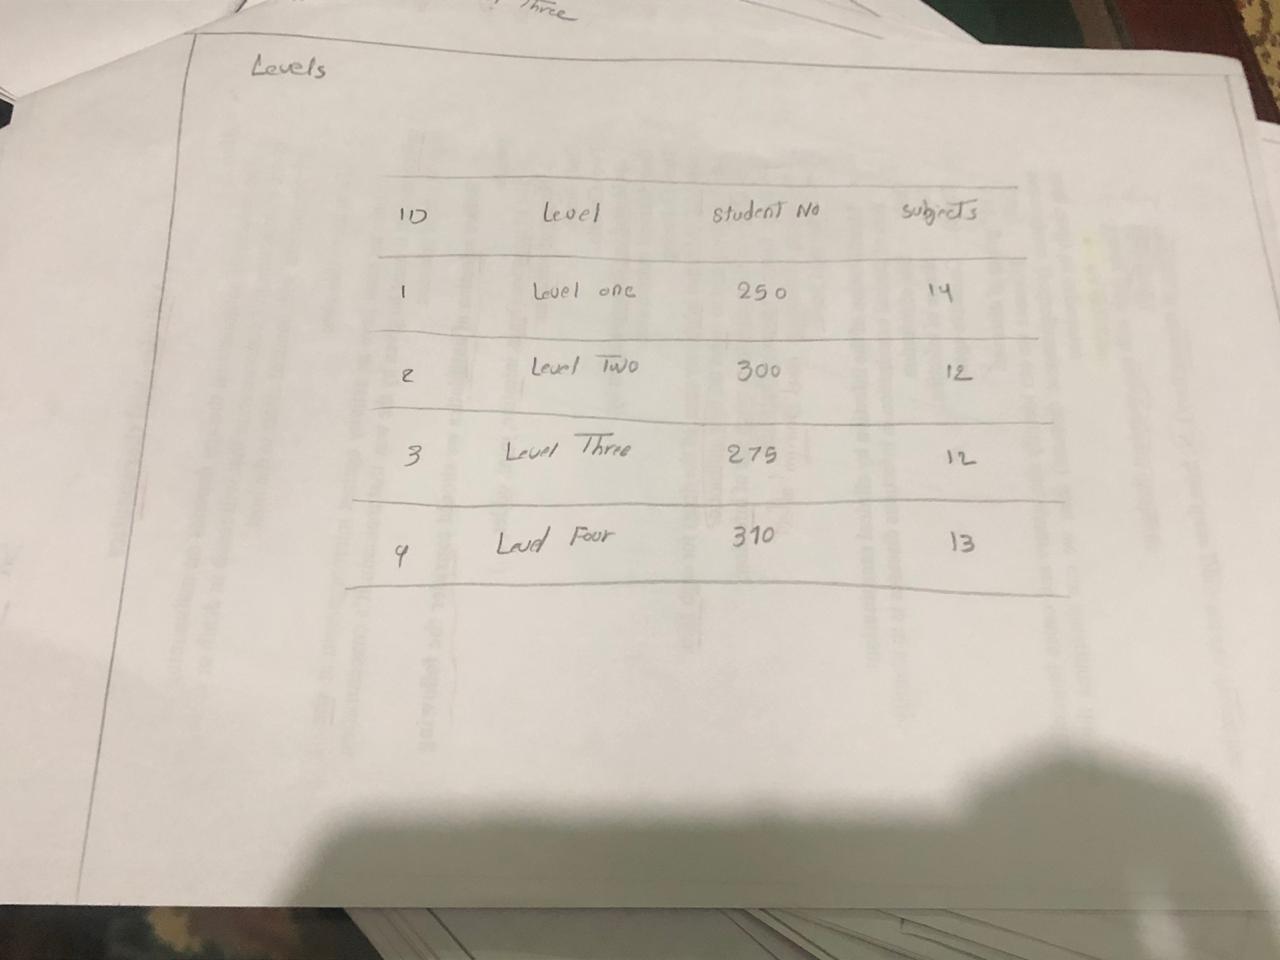 Three
Levels
ID Level Student No Subjects
1 Level one 250 14
2 Level Two 300 12
3 Level Three 275 12
4 Level Four 310 13